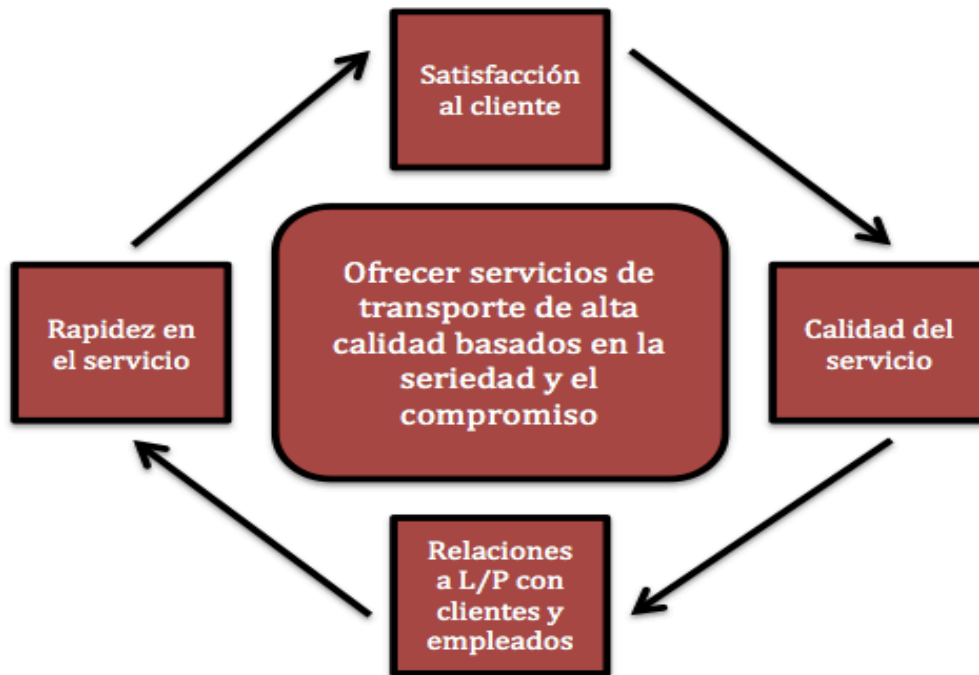 Satisfacción
al cliente
Ofrecer servicios de
transporte de alta
calidad basados en la
seriedad y el
compromiso
Rapidez en
el servicio
Calidad del
servicio
Relaciones
a L/P con
clientes y
empleados